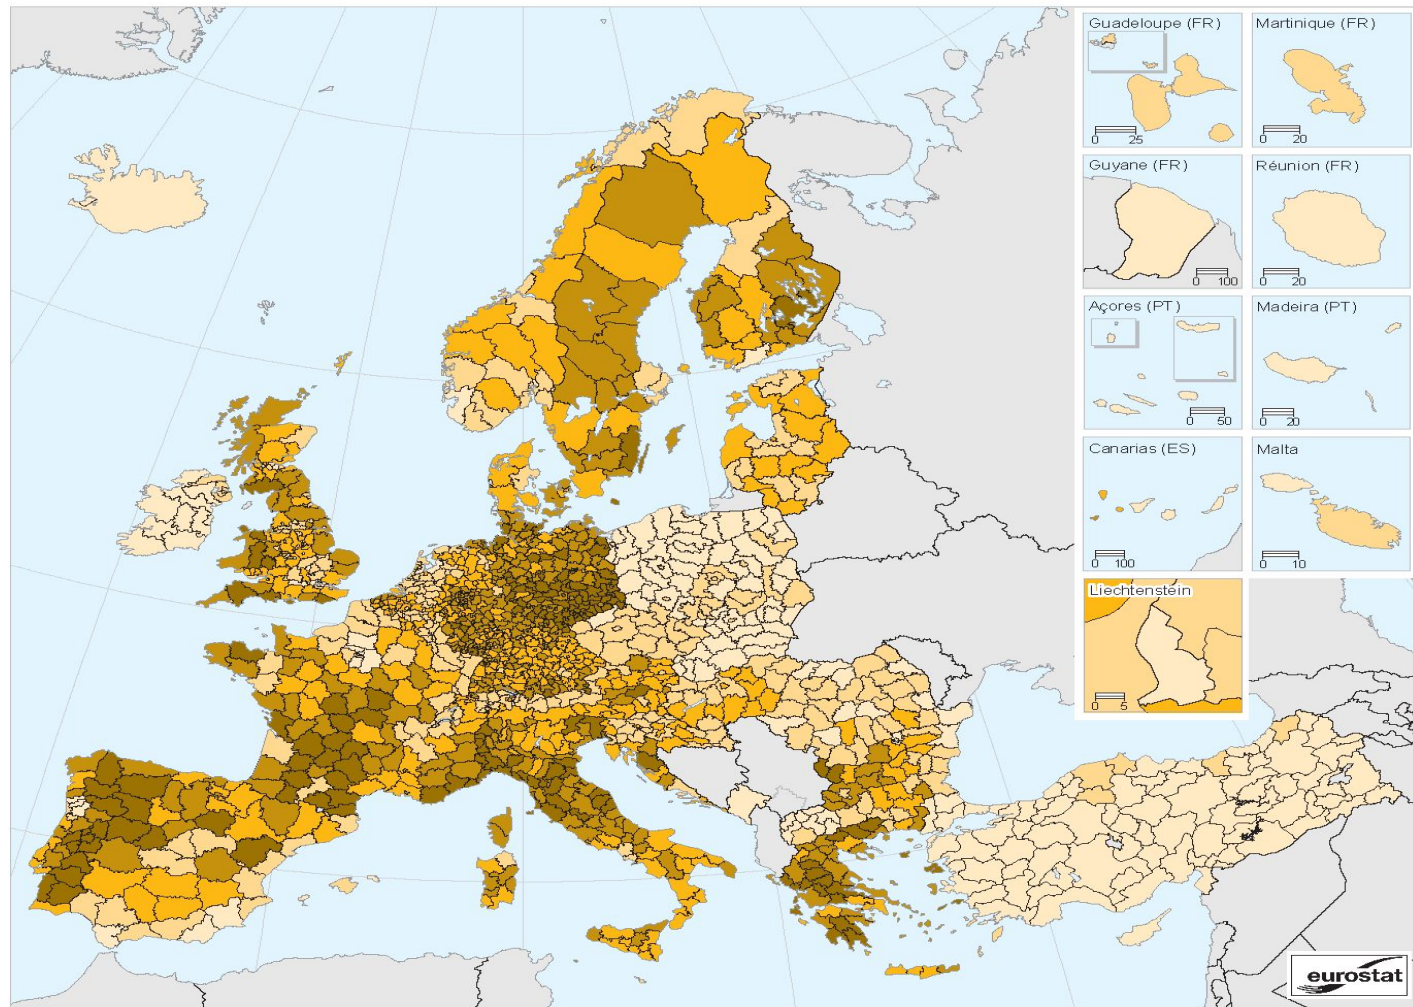 Guadeloupe (FR)
0 25
Martinique (FR)
0 20
Guyane (FR)
0 100
Réunion (FR)
0 20
Açores (PT)
0 50
Madeira (PT)
0 20
Canarias (ES)
0 100
Malta
0 10
Liechtenstein
0 5
eurostat